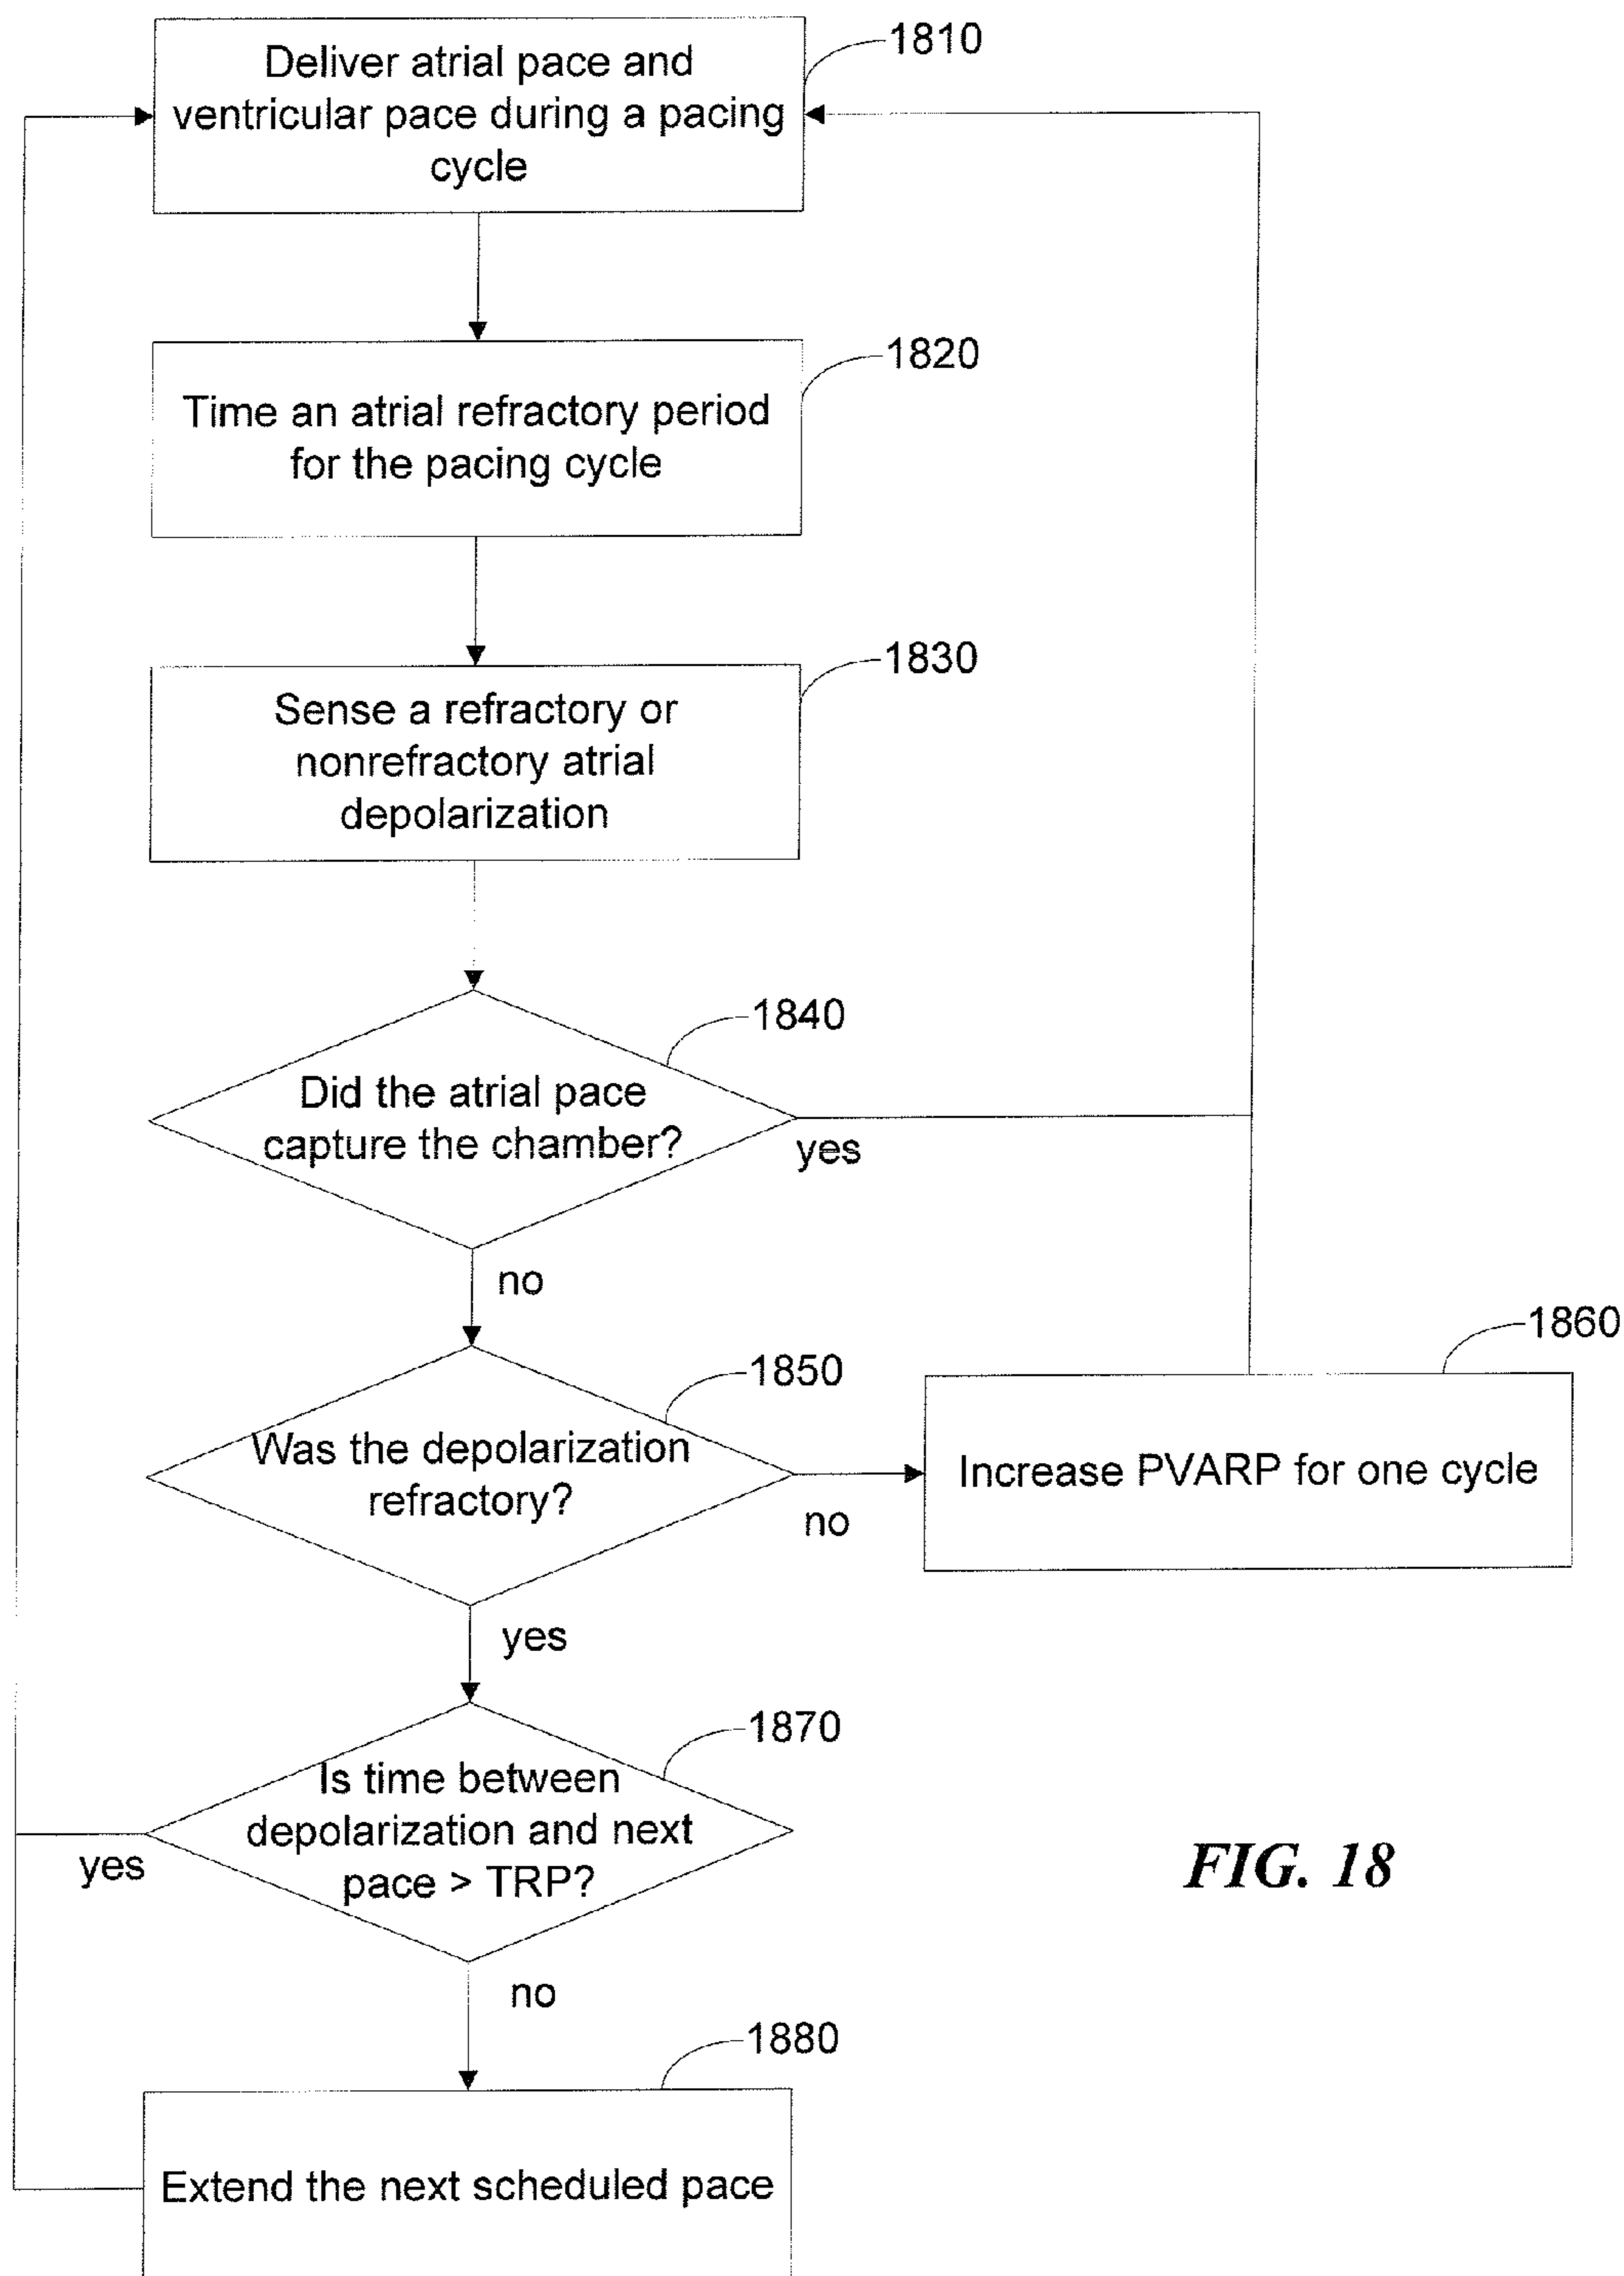 Deliver atrial pace and
ventricular pace during a pacing
cycle
1810
Time an atrial refractory period
for the pacing cycle
1820
Sense a refractory or
nonrefractory atrial
depolarization
1830
Did the atrial pace
capture the chamber?
1840
yes
no
Was the depolarization
refractory?
1850
no
Increase PVARP for one cycle
1860
yes
Is time between
depolarization and next
pace > TRP?
1870
yes
no
Extend the next scheduled pace
1880
FIG. 18